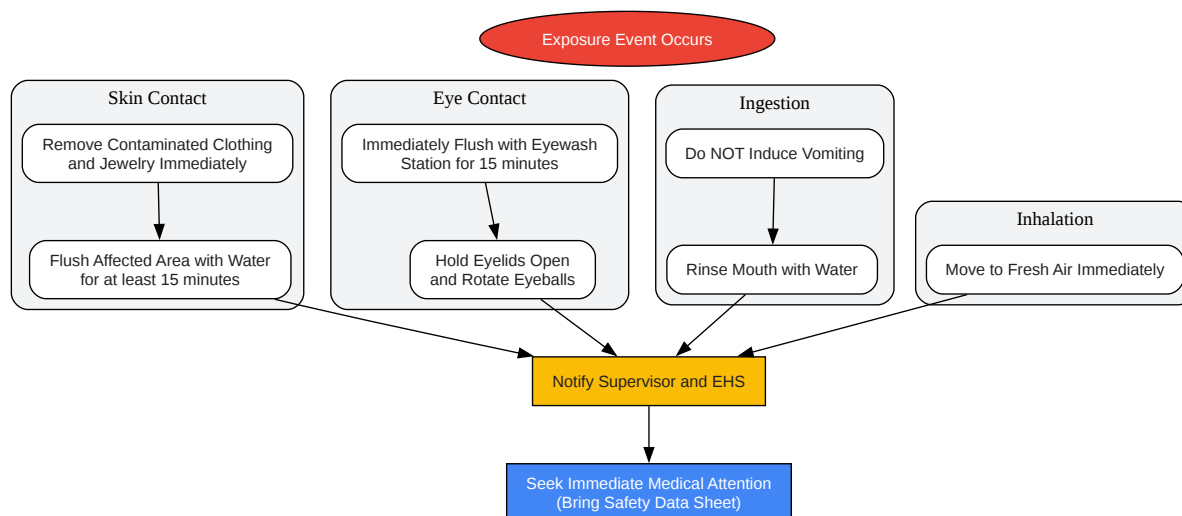 Exposure Event Occurs
Skin Contact
Remove Contaminated Clothing
and Jewelry Immediately
Flush Affected Area with Water
for at least 15 minutes
Eye Contact
Immediately Flush with Eyewash
Station for 15 minutes
Hold Eyelids Open
and Rotate Eyeballs
Ingestion
Do NOT Induce Vomiting
Rinse Mouth with Water
Inhalation
Move to Fresh Air Immediately
Notify Supervisor and EHS
Seek Immediate Medical Attention
(Bring Safety Data Sheet)